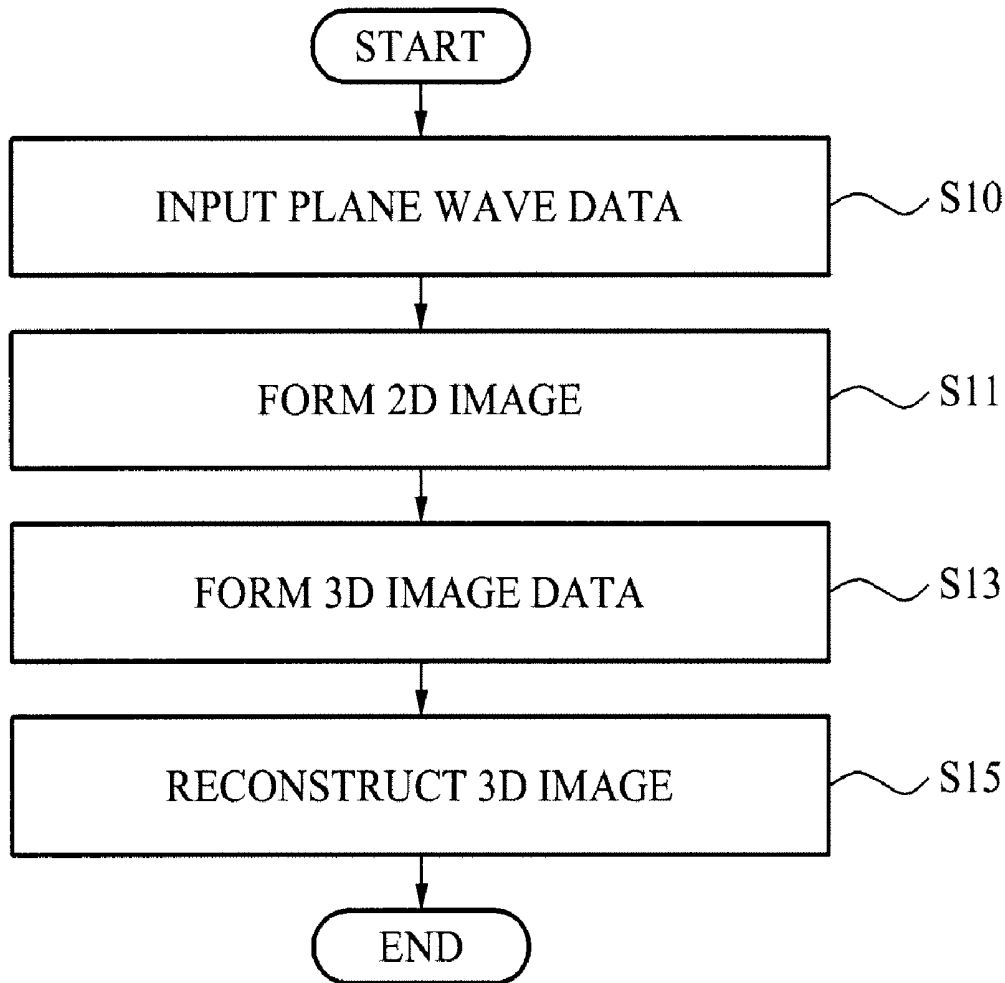 START
INPUT PLANE WAVE DATA
S10
FORM 2D IMAGE
S11
FORM 3D IMAGE DATA
S13
RECONSTRUCT 3D IMAGE
S15
END